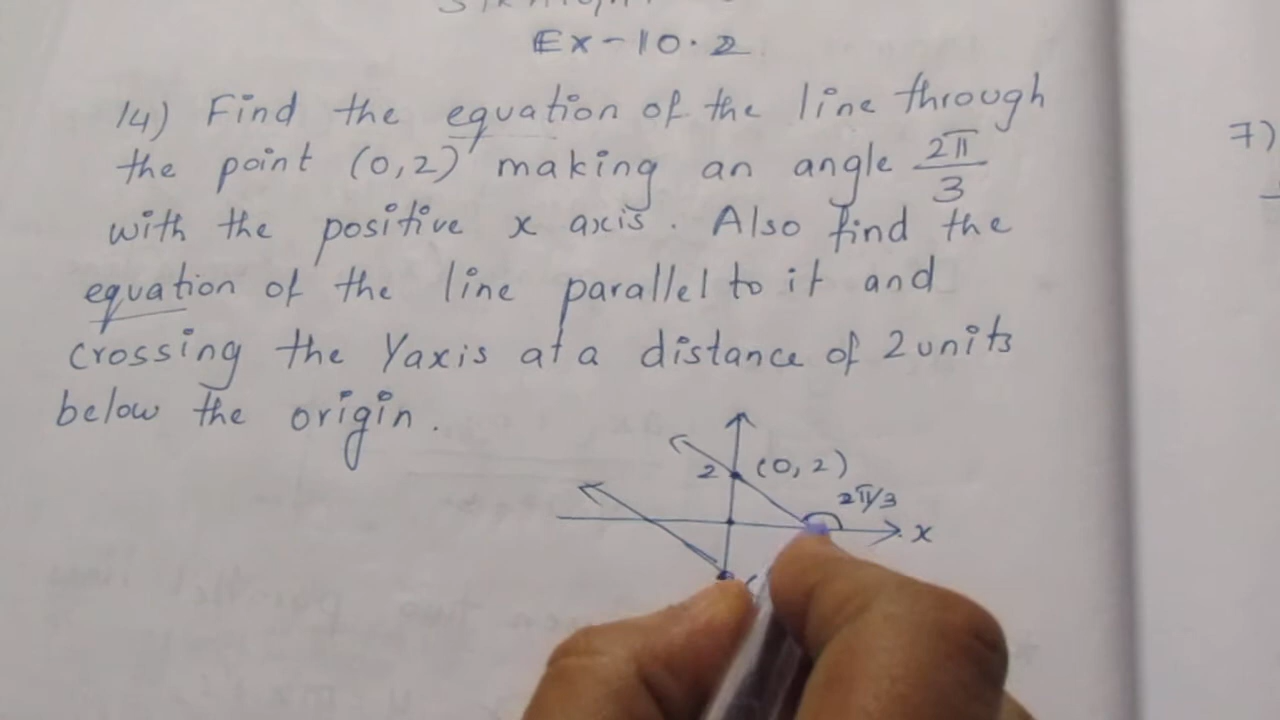 Ex-10.2
14) Find the equation of the line through
the point (0,2) making an angle 2π/3
with the positive x axis. Also find the
equation of the line parallel to it and
crossing the Yaxis at a distance of 2 units
below the origin.
7)
2 (0,2)
2π/3
x